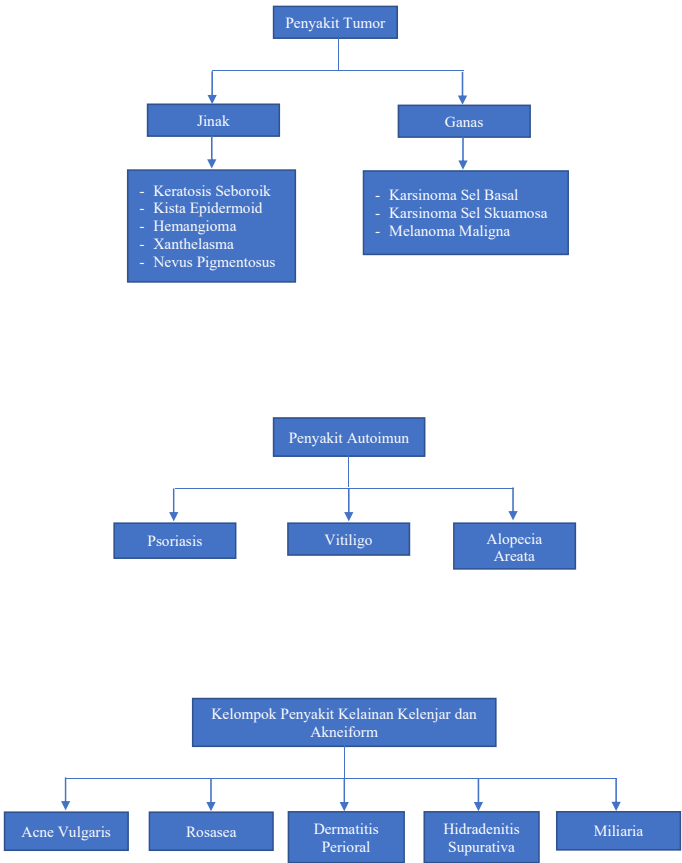 Penyakit Tumor
Jinak
Ganas
- Keratosis Seboroik
- Kista Epidermoid
- Hemangioma
- Xanthelasma
- Nevus Pigmentosus
- Karsinoma Sel Basal
- Karsinoma Sel Skuamosa
- Melanoma Maligna
Penyakit Autoimun
Psoriasis
Vitiligo
Alopecia
Areata
Kelompok Penyakit Kelainan Kelenjar dan
Akneiform
Acne Vulgaris
Rosasea
Dermatitis
Perioral
Hidradenitis
Supurativa
Miliaria